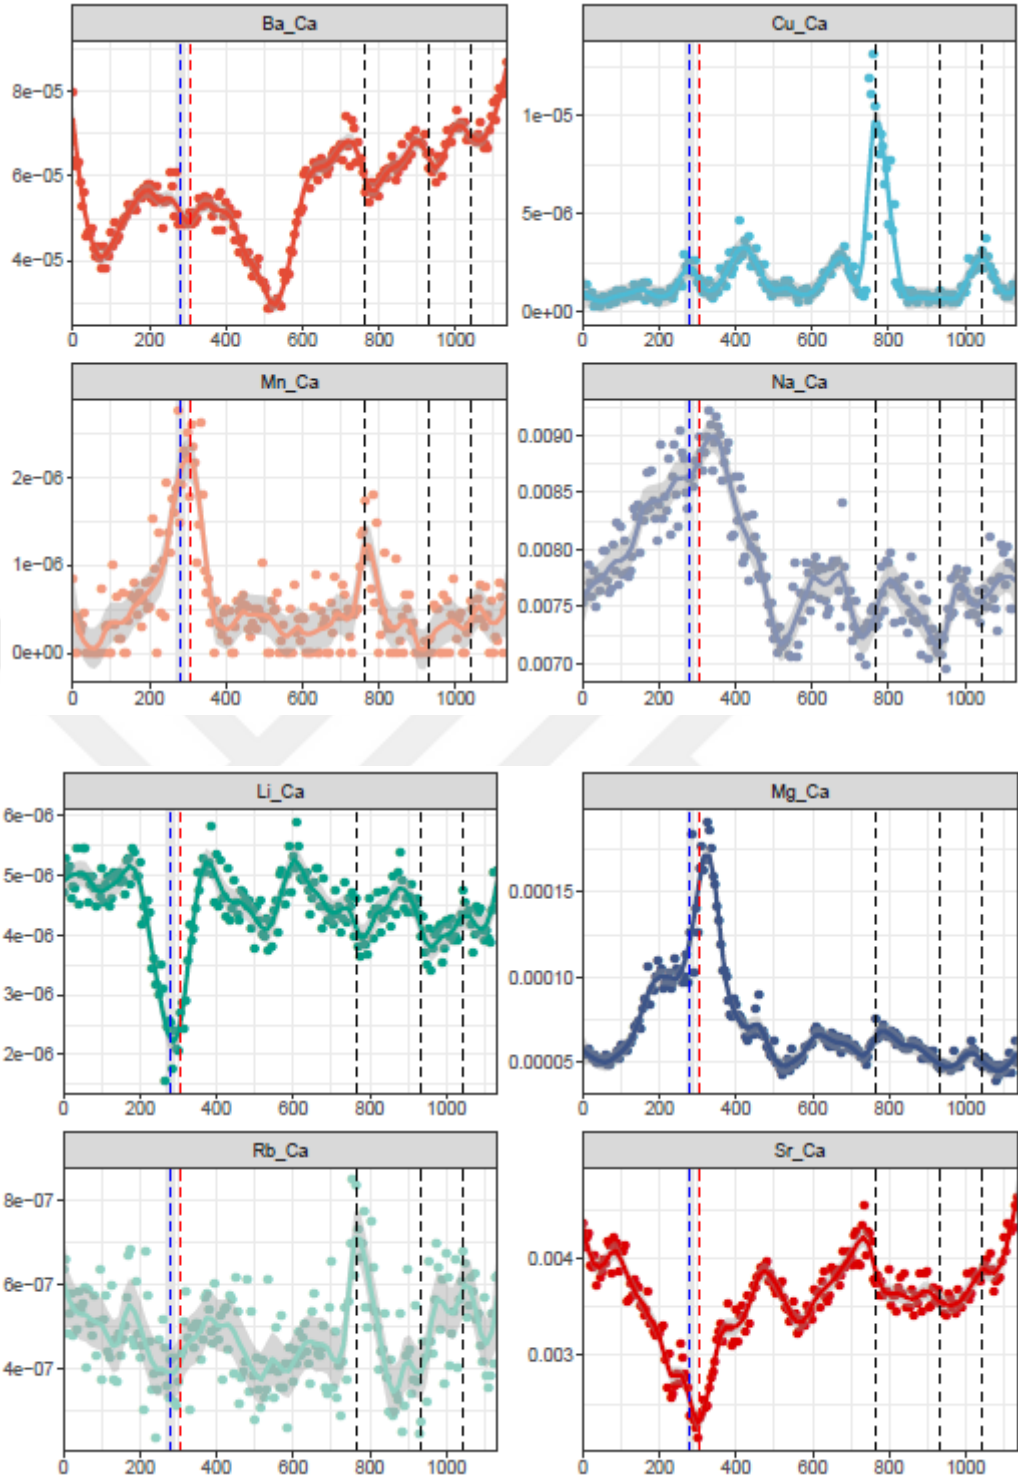 Ba_Ca Cu_Ca
8e-05
6e-05
4e-05
1e-05
5e-06
0e+00
0 200 400 600 800 1000 0 200 400 600 800 1000
Mn_Ca Na_Ca
2e-06
1e-06
0e+00
0.0090
0.0085
0.0080
0.0075
0.0070
0 200 400 600 800 1000 0 200 400 600 800 1000
Li_Ca Mg_Ca
6e-06
5e-06
4e-06
3e-06
2e-06
0.00015
0.00010
0.00005
0 200 400 600 800 1000 0 200 400 600 800 1000
Rb_Ca Sr_Ca
8e-07
6e-07
4e-07
0.004
0.003
0 200 400 600 800 1000 0 200 400 600 800 1000